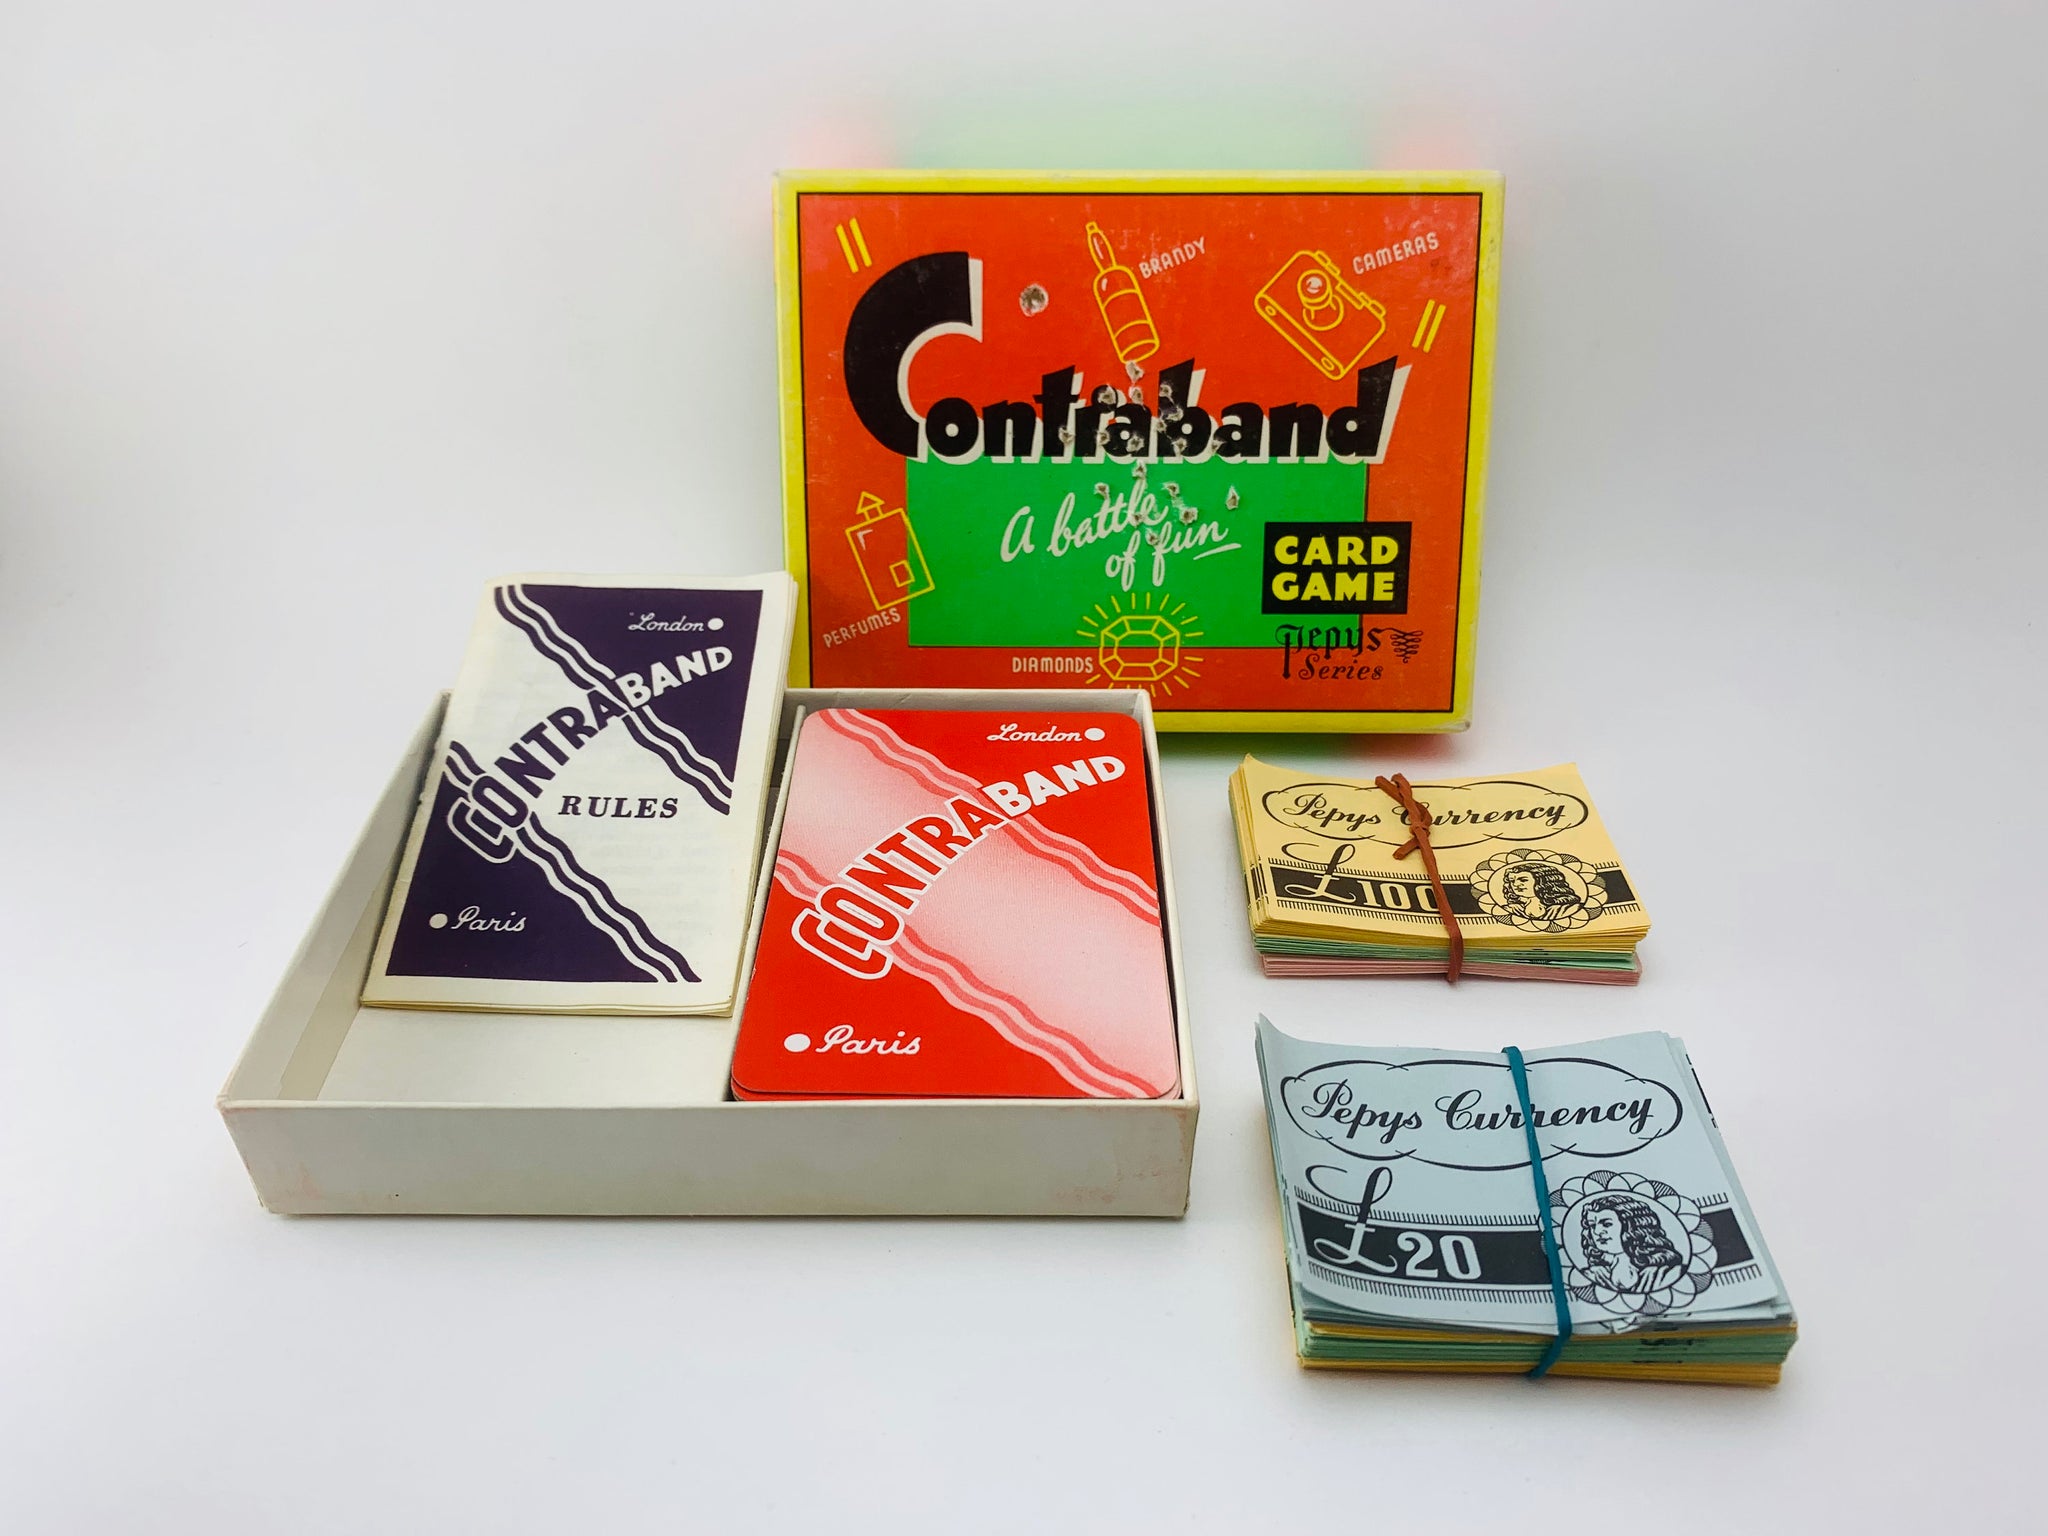 BRANDY
CAMERAS
Contraband
A battle
of fun
CARD
GAME
PERFUMES
DIAMONDS
Pepys
Series
London
CONTRABAND
RULES
Paris
London
CONTRABAND
Paris
Pepys Currency
£100
Pepys Currency
£20